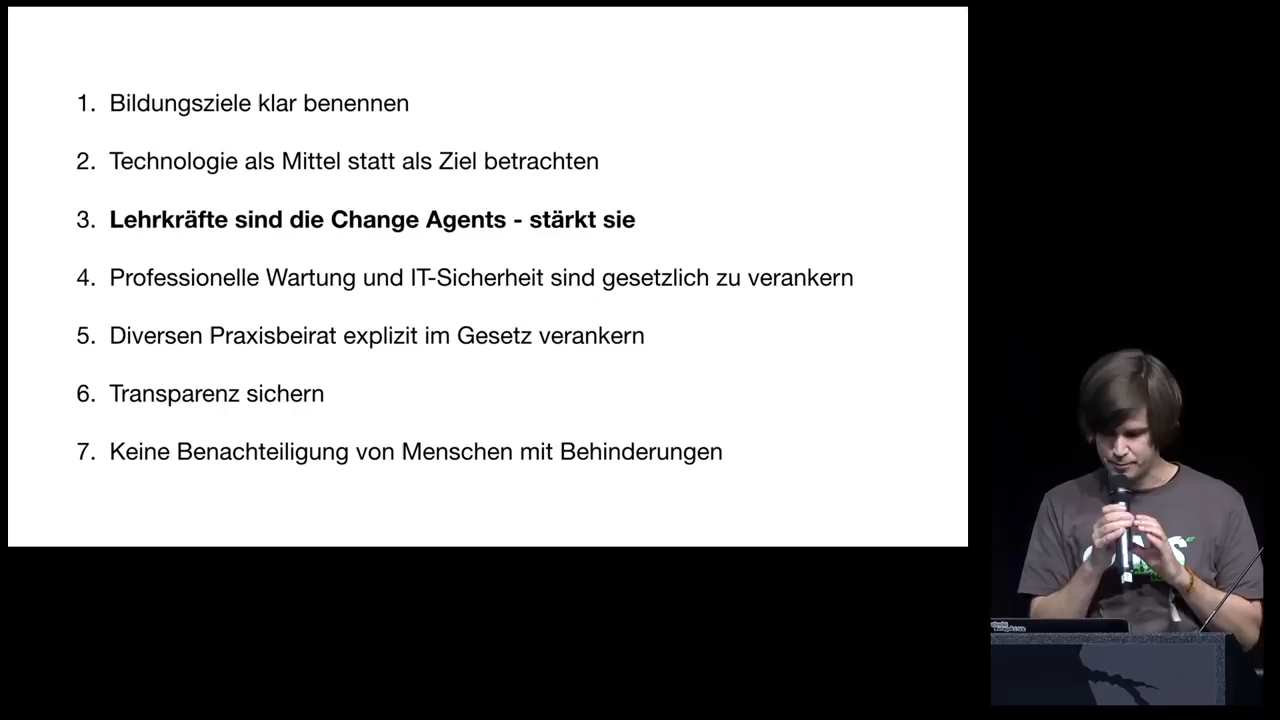 1. Bildungsziele klar benennen
2. Technologie als Mittel statt als Ziel betrachten
3. Lehrkräfte sind die Change Agents - stärkt sie
4. Professionelle Wartung und IT-Sicherheit sind gesetzlich zu verankern
5. Diversen Praxisbeirat explizit im Gesetz verankern
6. Transparenz sichern
7. Keine Benachteiligung von Menschen mit Behinderungen